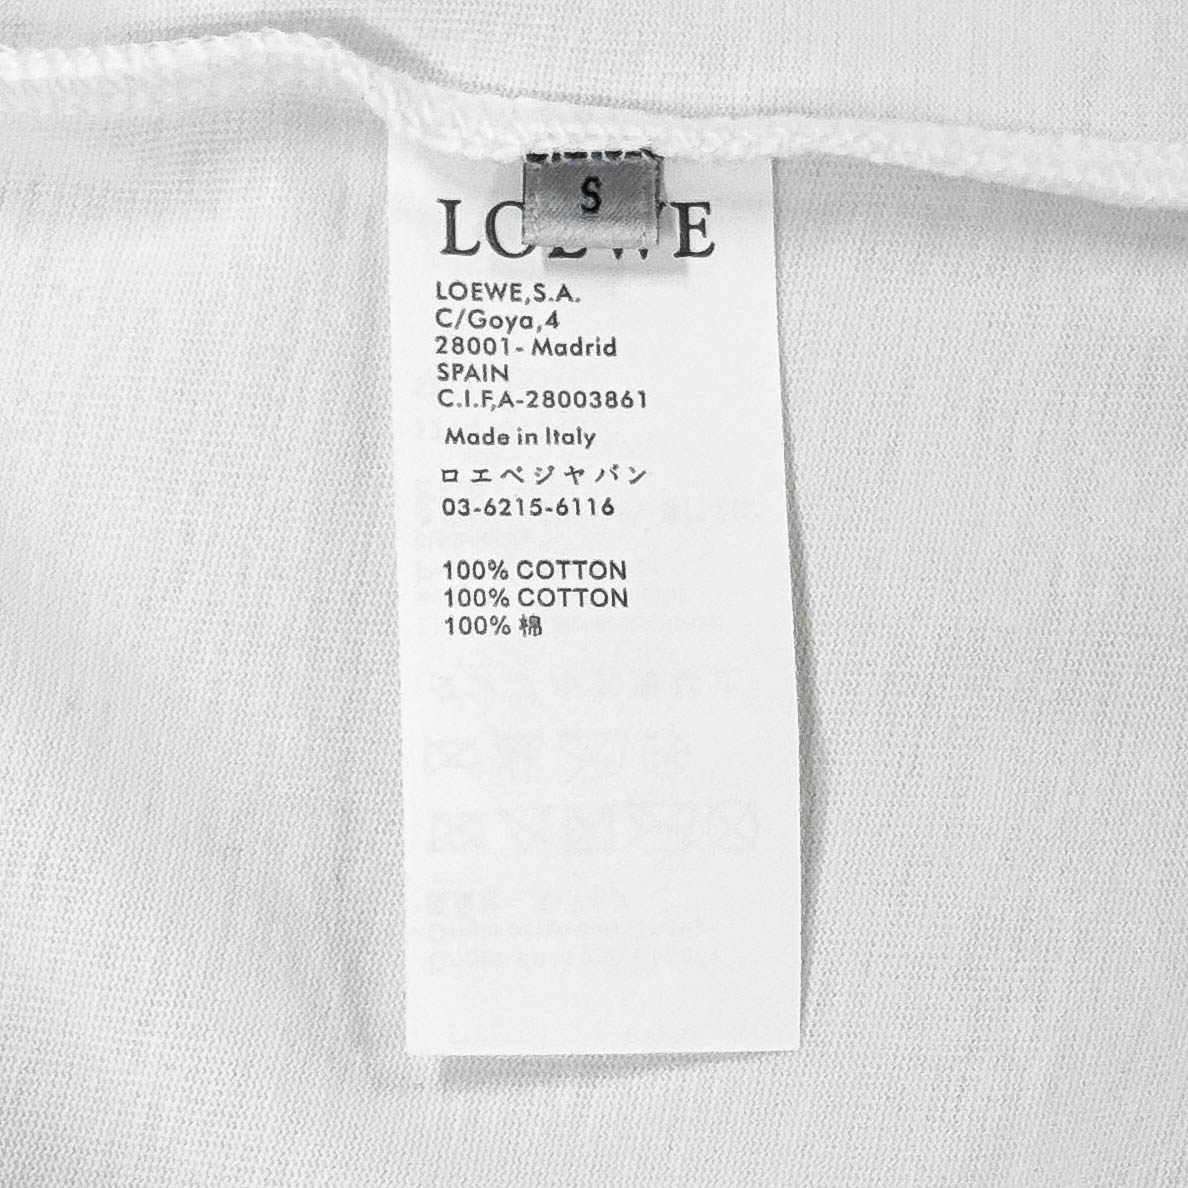 S
LOEWE
LOEWE,S.A.
C/Goya,4
28001- Madrid
SPAIN
C.I.F,A-28003861
Made in Italy
ロエベジャパン
03-6215-6116
100% COTTON
100% COTTON
100% 棉